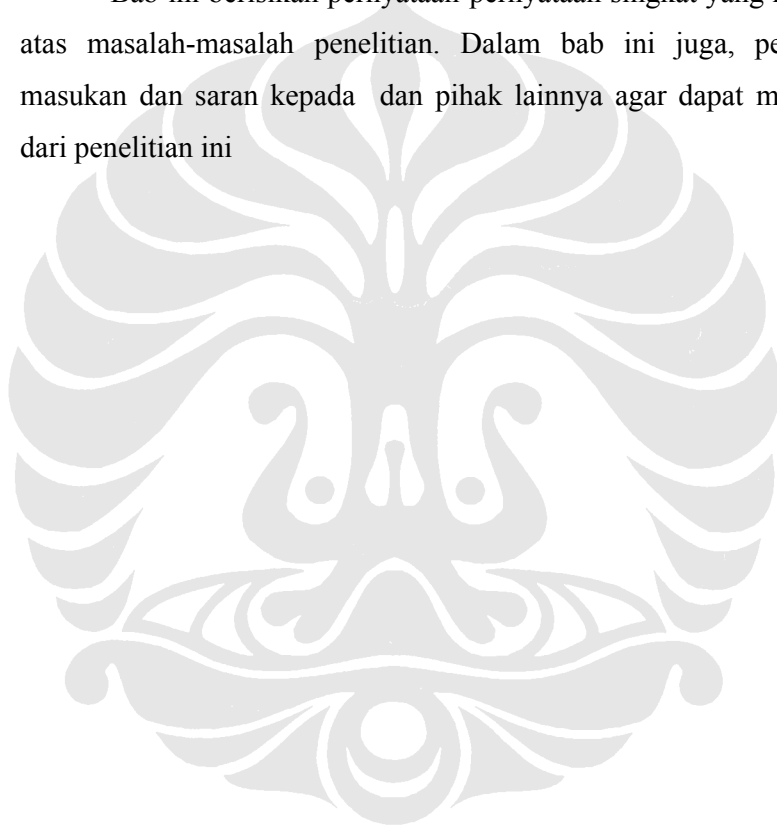 Bab ini berisikan pernyataan-pernyataan singkat yang
atas masalah-masalah penelitian. Dalam bab ini juga,
masukan dan saran kepada dan pihak lainnya agar dapat
dari penelitian ini